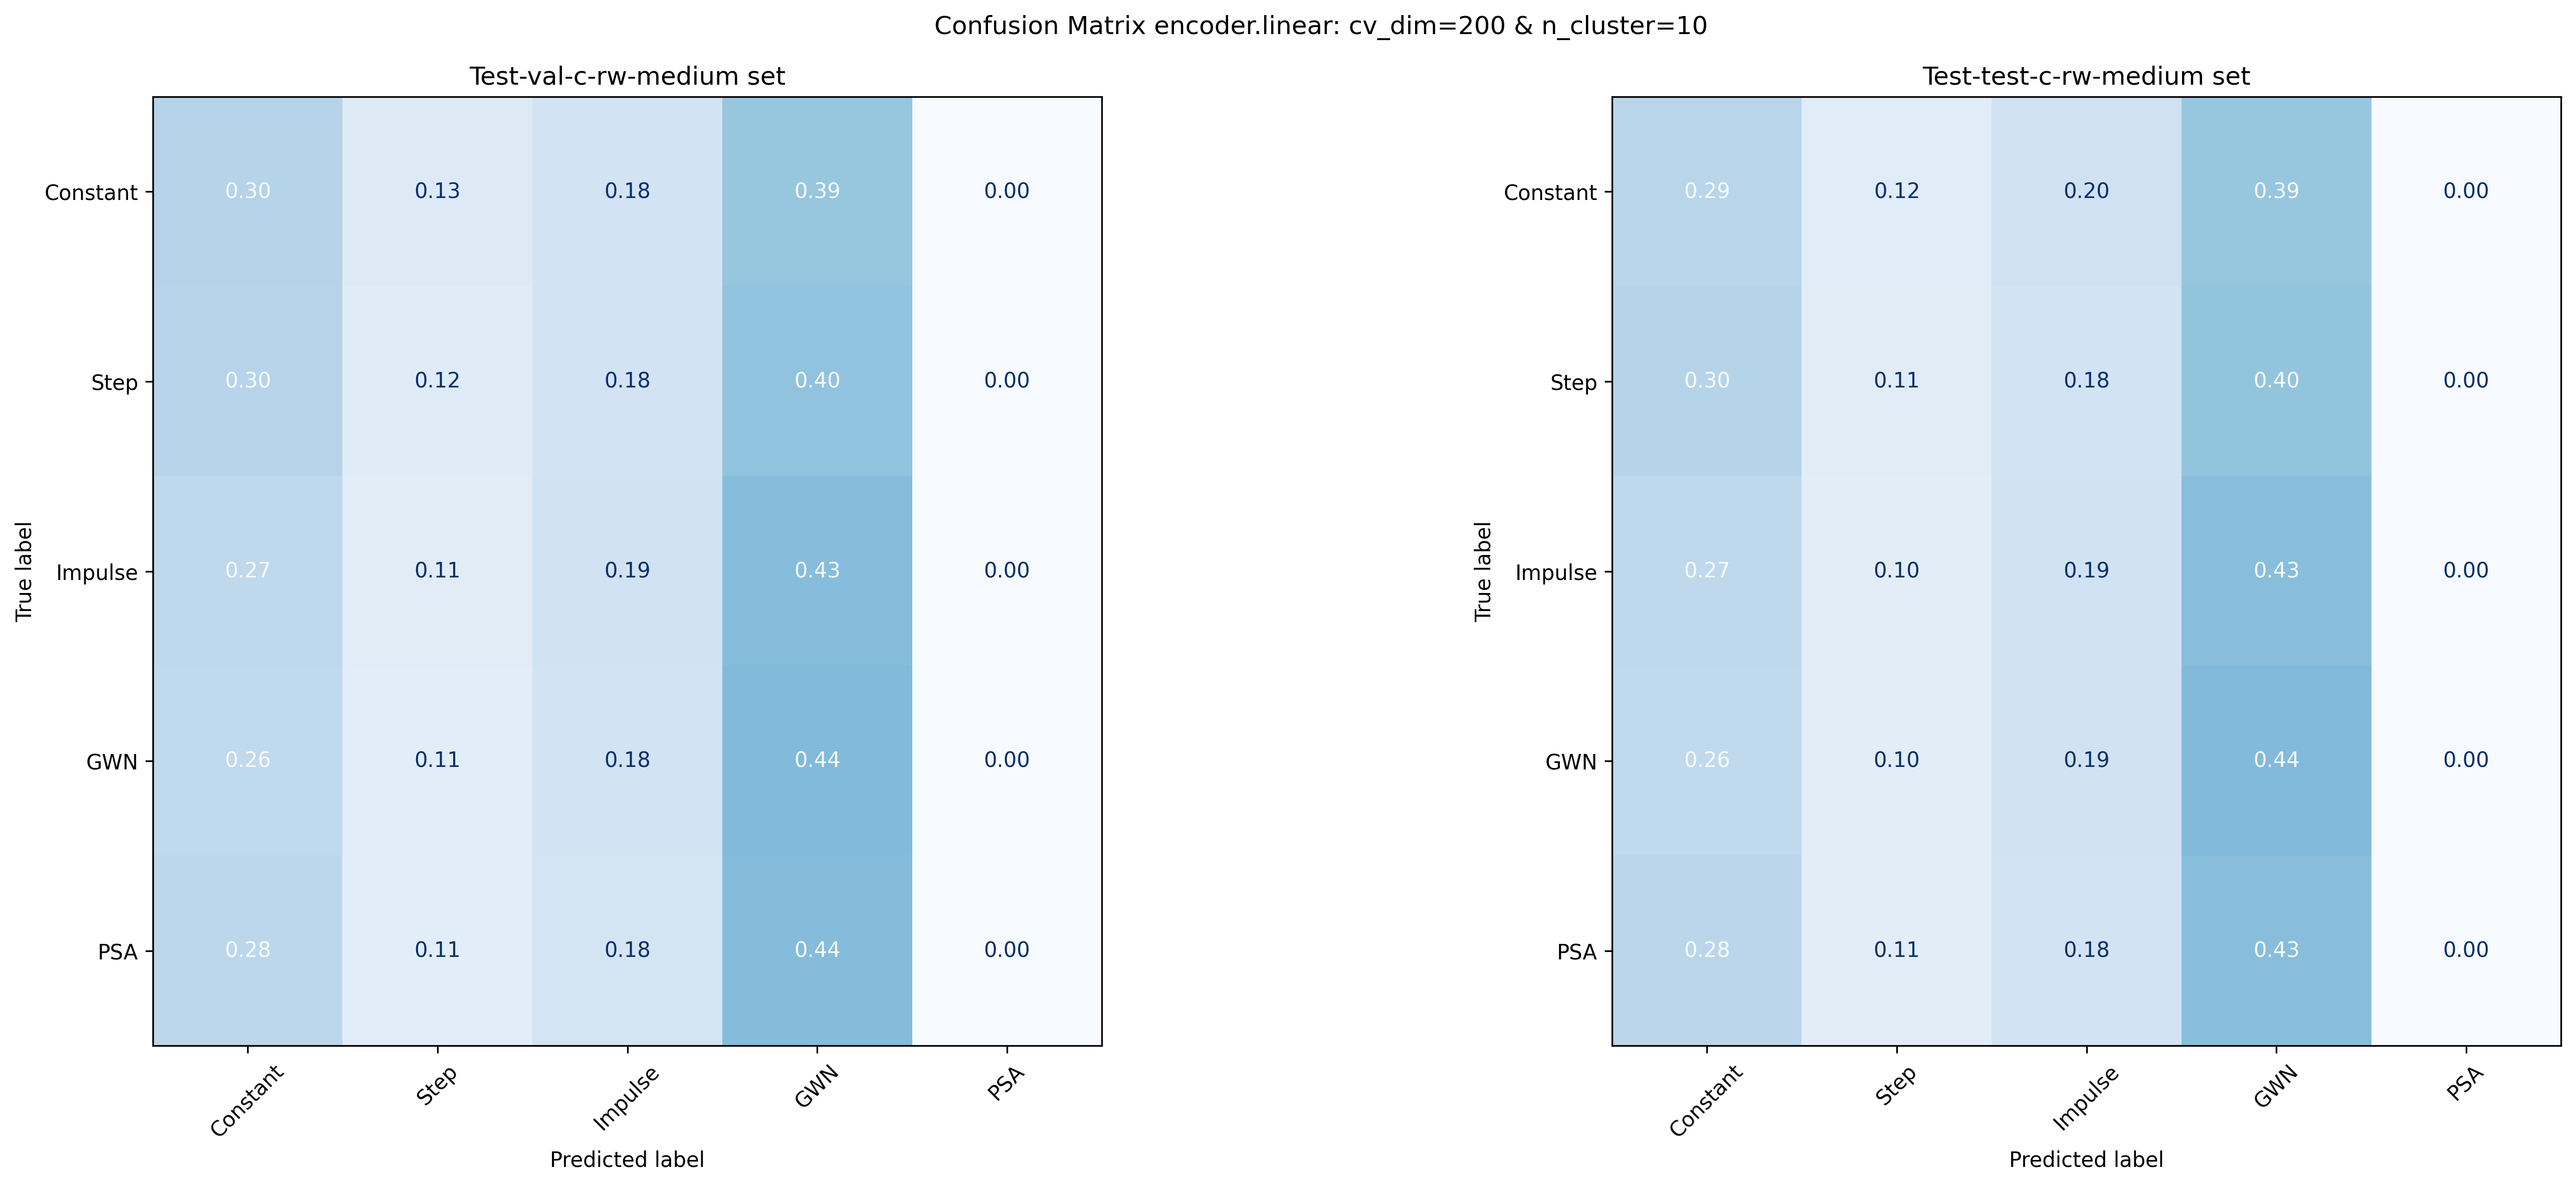 Confusion Matrix encoder.linear: cv_dim=200 & n_cluster=10
Test-val-c-rw-medium set
True label
Constant 0.30 0.13 0.18 0.39 0.00
Step 0.30 0.12 0.18 0.40 0.00
Impulse 0.27 0.11 0.19 0.43 0.00
GWN 0.26 0.11 0.18 0.44 0.00
PSA 0.28 0.11 0.18 0.44 0.00
Constant Step Impulse GWN PSA
Predicted label
Test-test-c-rw-medium set
True label
Constant 0.29 0.12 0.20 0.39 0.00
Step 0.30 0.11 0.18 0.40 0.00
Impulse 0.27 0.10 0.19 0.43 0.00
GWN 0.26 0.10 0.19 0.44 0.00
PSA 0.28 0.11 0.18 0.43 0.00
Constant Step Impulse GWN PSA
Predicted label